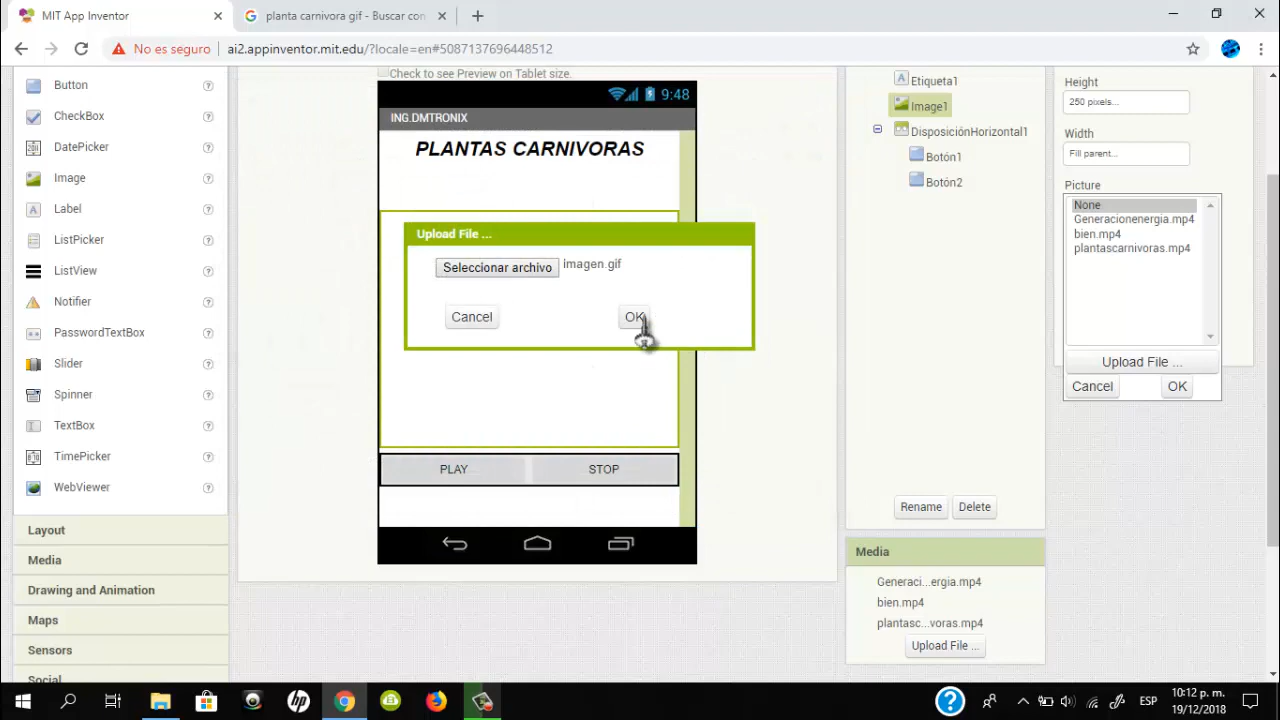 MIT App Inventor
planta carnivora gif - Buscar con
No es seguro
ai2.appinventor.mit.edu/?locale=en#5087137696448512
Button
CheckBox
DatePicker
Image
Label
ListPicker
ListView
Notifier
PasswordTextBox
Slider
Spinner
TextBox
TimePicker
WebViewer
Layout
Media
Drawing and Animation
Maps
Sensors
Social
Check to see Preview on Tablet size.
9:48
ING.DMTRONIX
PLANTAS CARNIVORAS
Upload File ...
Seleccionar archivo
imagen.gif
Cancel
OK
PLAY
STOP
Etiqueta1
Image1
DisposiciónHorizontal1
Botón1
Botón2
Rename
Delete
Media
Generaci...ergia.mp4
bien.mp4
plantasc...voras.mp4
Upload File ...
Height
250 pixels...
Width
Fill parent...
Picture
None
Generacionenergia.mp4
bien.mp4
plantascarnivoras.mp4
Upload File ...
Cancel
OK
ESP
10:12 p. m.
19/12/2018